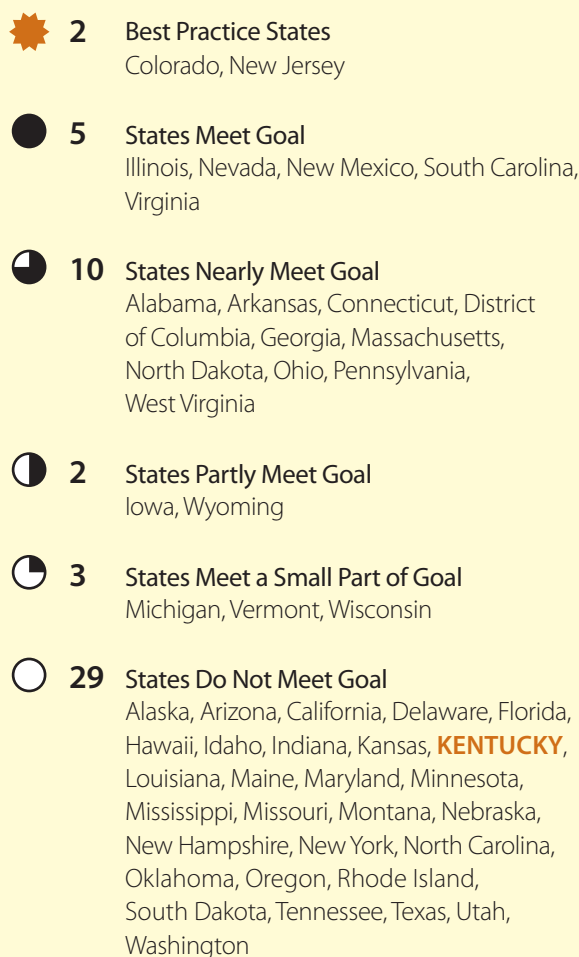 2 Best Practice States
Colorado, New Jersey
5 States Meet Goal
Illinois, Nevada, New Mexico, South Carolina,
Virginia
10 States Nearly Meet Goal
Alabama, Arkansas, Connecticut, District
of Columbia, Georgia, Massachusetts,
North Dakota, Ohio, Pennsylvania,
West Virginia
2 States Partly Meet Goal
Iowa, Wyoming
3 States Meet a Small Part of Goal
Michigan, Vermont, Wisconsin
29 States Do Not Meet Goal
Alaska, Arizona, California, Delaware, Florida,
Hawaii, Idaho, Indiana, Kansas, KENTUCKY,
Louisiana, Maine, Maryland, Minnesota,
Mississippi, Missouri, Montana, Nebraska,
New Hampshire, New York, North Carolina,
Oklahoma, Oregon, Rhode Island,
South Dakota, Tennessee, Texas, Utah,
Washington